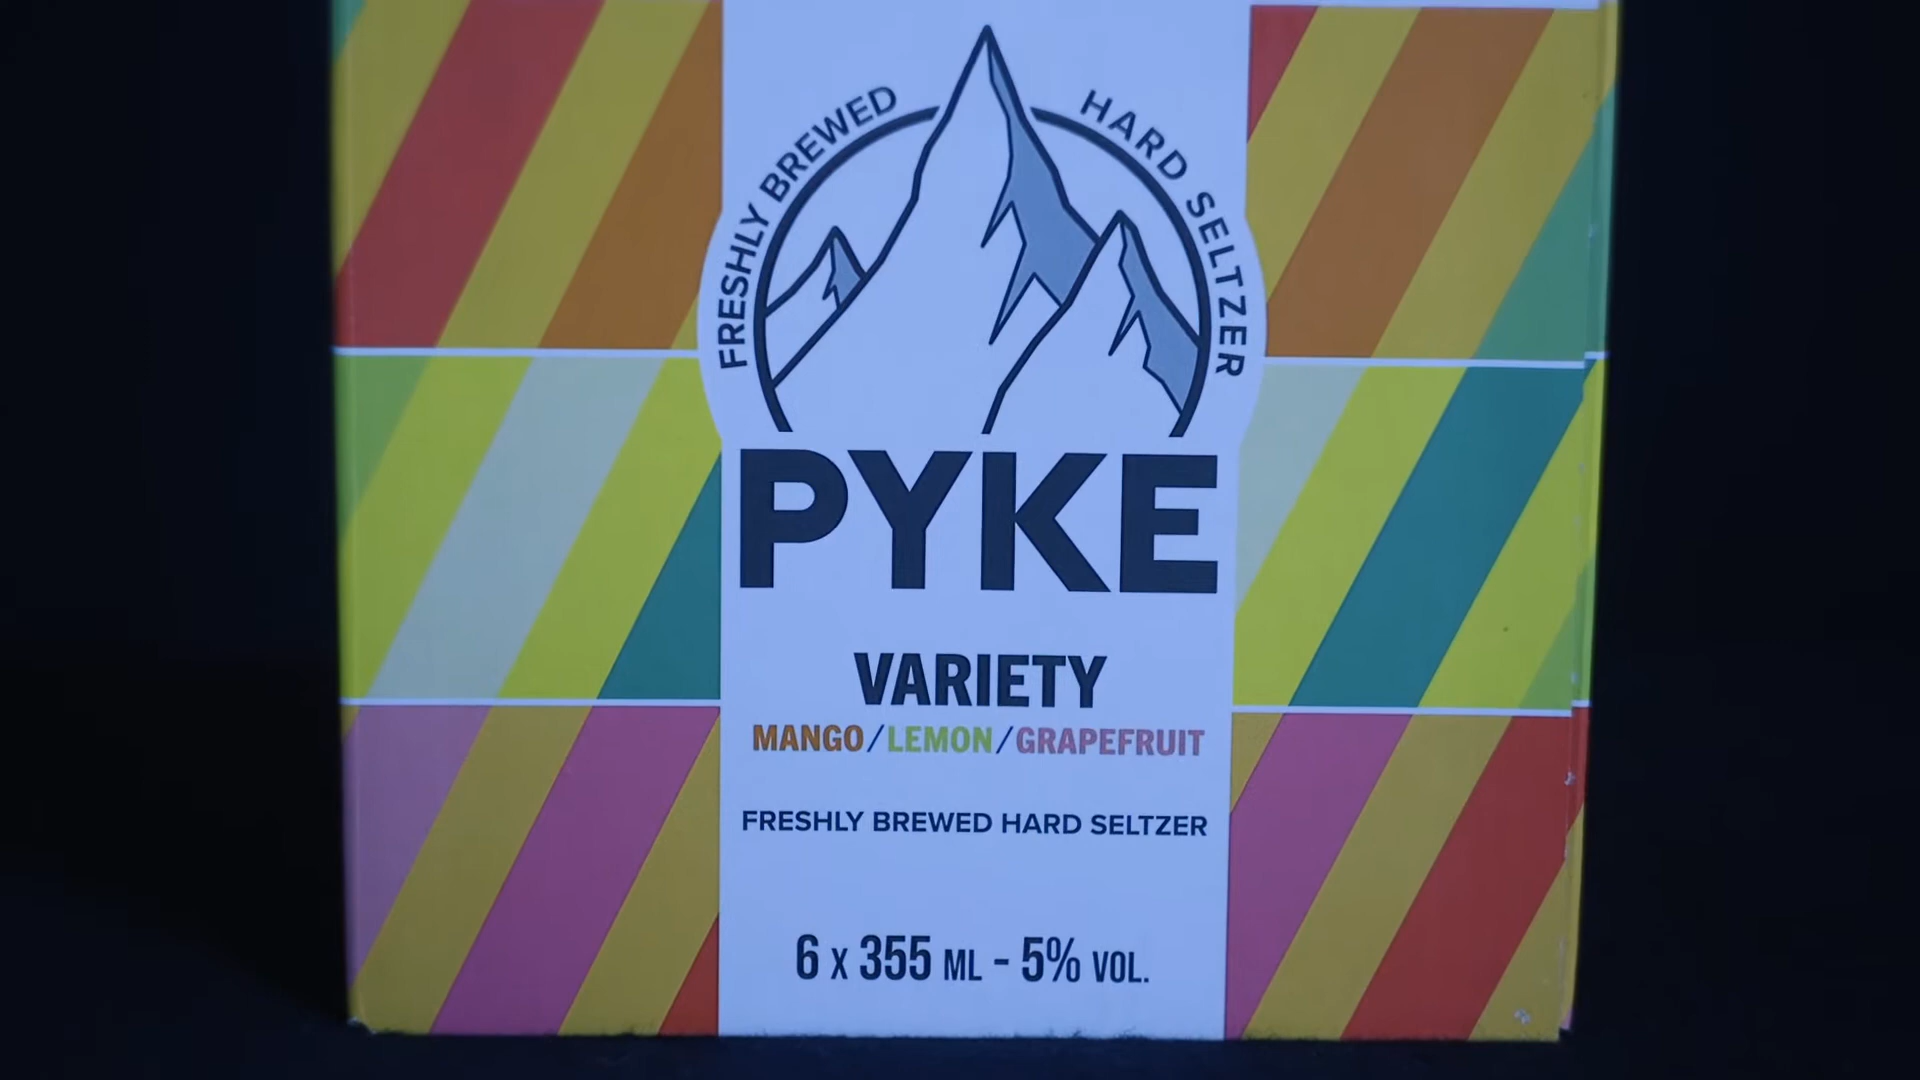 FRESHLY BREWED HARD SELTZER
PYKE
VARIETY
MANGO/LEMON/GRAPEFRUIT
FRESHLY BREWED HARD SELTZER
6 x 355 ML - 5% VOL.